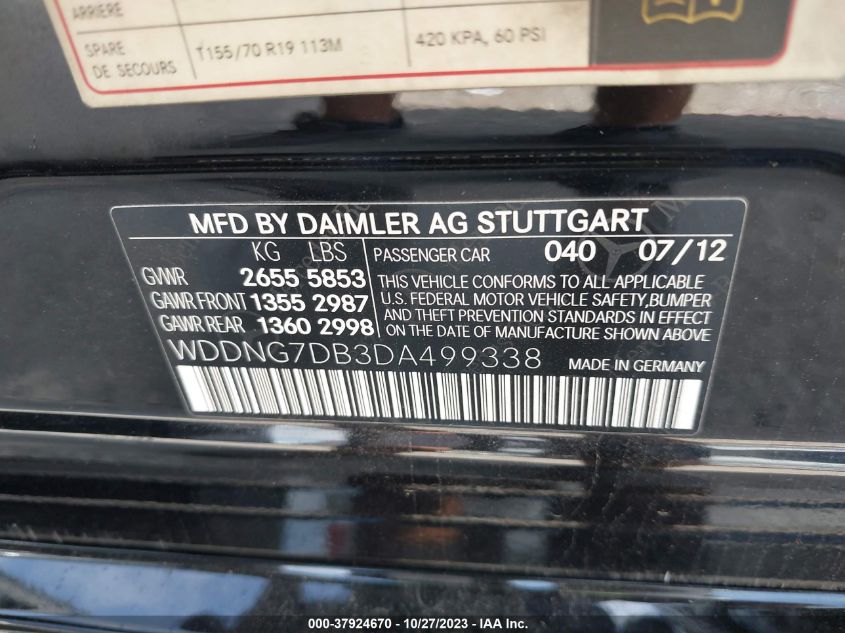 ARRIERE
SPARE DE SECOURS T155/70 R19 113M 420 KPA, 60 PSI
MFD BY DAIMLER AG STUTTGART
KG LBS
GVWR 2655 5853
GAWR FRONT 1355 2987
GAWR REAR 1360 2998
PASSENGER CAR 040 07/12
THIS VEHICLE CONFORMS TO ALL APPLICABLE
U.S. FEDERAL MOTOR VEHICLE SAFETY,BUMPER
AND THEFT PREVENTION STANDARDS IN EFFECT
ON THE DATE OF MANUFACTURE SHOWN ABOVE
WDDNG7DB3DA499338 MADE IN GERMANY
000-37924670 - 10/27/2023 - IAA Inc.